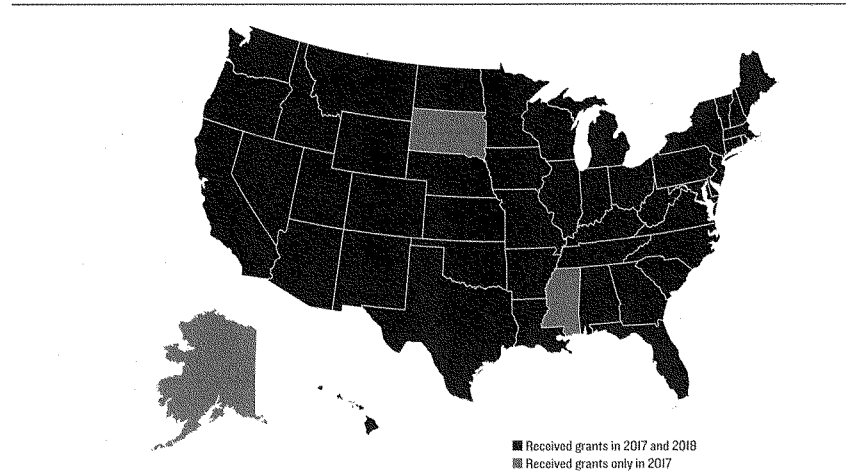 Received grants in 2017 and 2018
Received grants only in 2017